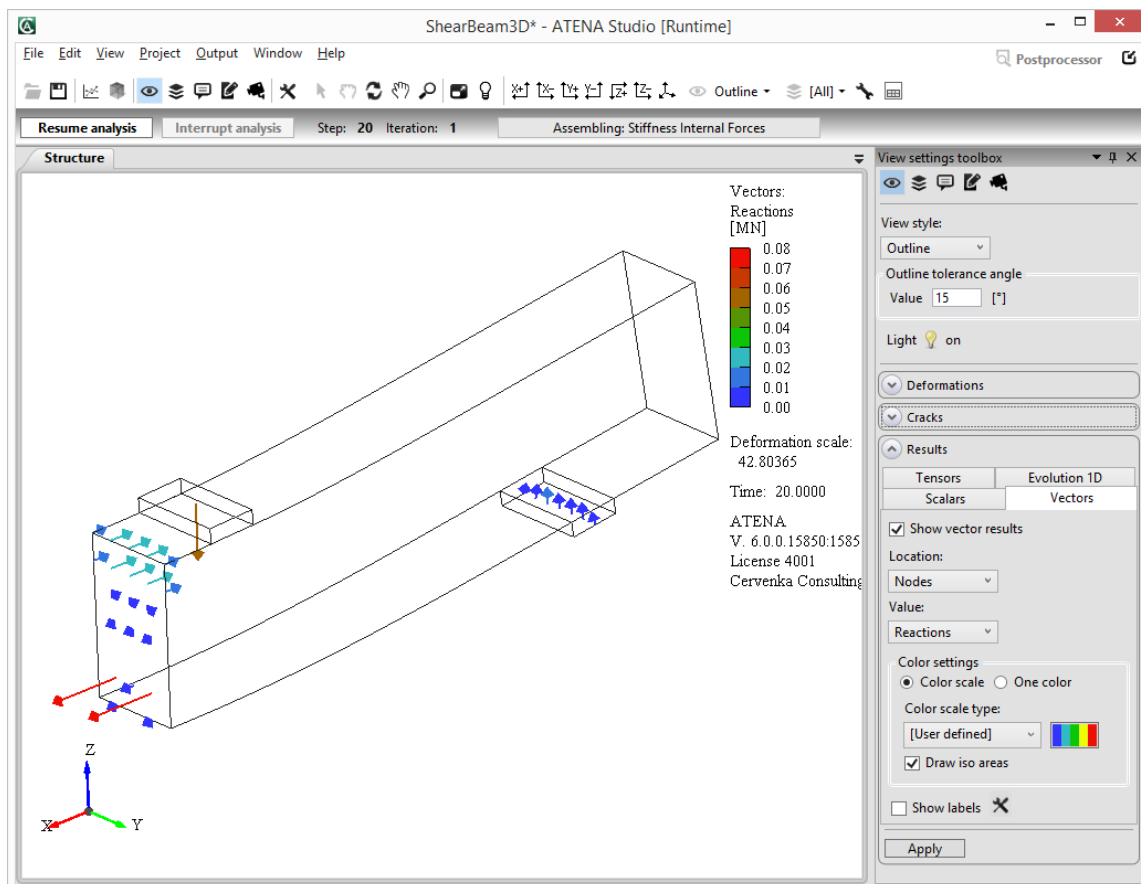 ShearBeam3D* - ATENA Studio [Runtime]
File Edit View Project Output Window Help
Postprocessor
X+ X- Y+ Y- Z+ Z- Outline [All]
Resume analysis Interrupt analysis Step: 20 Iteration: 1 Assembling: Stiffness Internal Forces
Structure
Vectors:
Reactions
[MN]
0.08
0.07
0.06
0.05
0.04
0.03
0.02
0.01
0.00
Deformation scale:
42.80365
Time: 20.0000
ATENA
V. 6.0.0.15850:1585
License 4001
Cervenka Consulting
Z
X
Y
View settings toolbox
View style:
Outline
Outline tolerance angle
Value 15 [°]
Light on
Deformations
Cracks
Results
Tensors Evolution 1D
Scalars Vectors
Show vector results
Location:
Nodes
Value:
Reactions
Color settings
Color scale One color
Color scale type:
[User defined]
Draw iso areas
Show labels
Apply